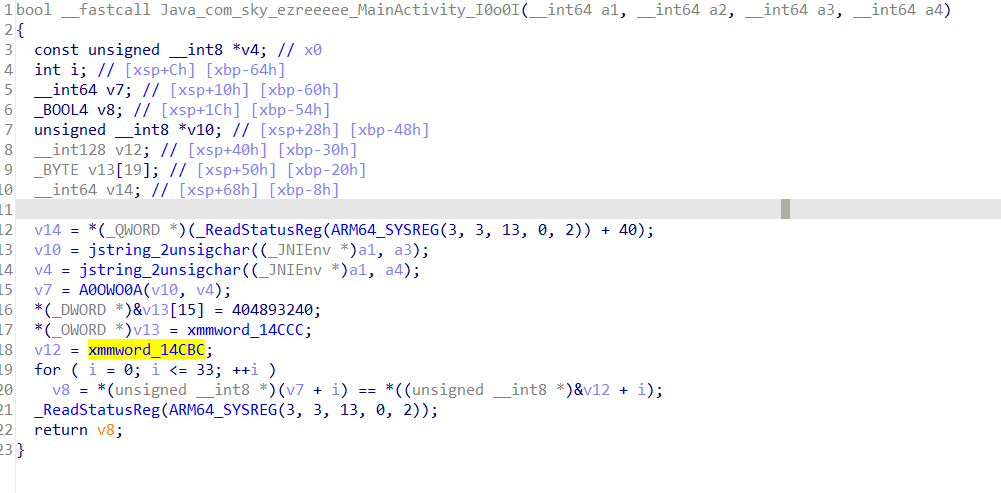 1 bool __fastcall Java_com_sky_ezreeeee_MainActivity_I0o0I(__int64 a1, __int64 a2, __int64 a3, __int64 a4)
2 {
3 const unsigned __int8 *v4; // x0
4 int i; // [xsp+Ch] [xbp-64h]
5 __int64 v7; // [xsp+10h] [xbp-60h]
6 _BOOL4 v8; // [xsp+1Ch] [xbp-54h]
7 unsigned __int8 *v10; // [xsp+28h] [xbp-48h]
8 __int128 v12; // [xsp+40h] [xbp-30h]
9 _BYTE v13[19]; // [xsp+50h] [xbp-20h]
10 __int64 v14; // [xsp+68h] [xbp-8h]
11
12 v14 = *(_QWORD *)(_ReadStatusReg(ARM64_SYSREG(3, 3, 13, 0, 2)) + 40);
13 v10 = jstring_2unsigchar((_JNIEnv *)a1, a3);
14 v4 = jstring_2unsigchar((_JNIEnv *)a1, a4);
15 v7 = A0OWO0A(v10, v4);
16 *(_DWORD *)&v13[15] = 404893240;
17 *(_OWORD *)v13 = xmmword_14CCC;
18 v12 = xmmword_14CBC;
19 for ( i = 0; i <= 33; ++i )
20 v8 = *(unsigned __int8 *)(v7 + i) == *((unsigned __int8 *)&v12 + i);
21 _ReadStatusReg(ARM64_SYSREG(3, 3, 13, 0, 2));
22 return v8;
23 }